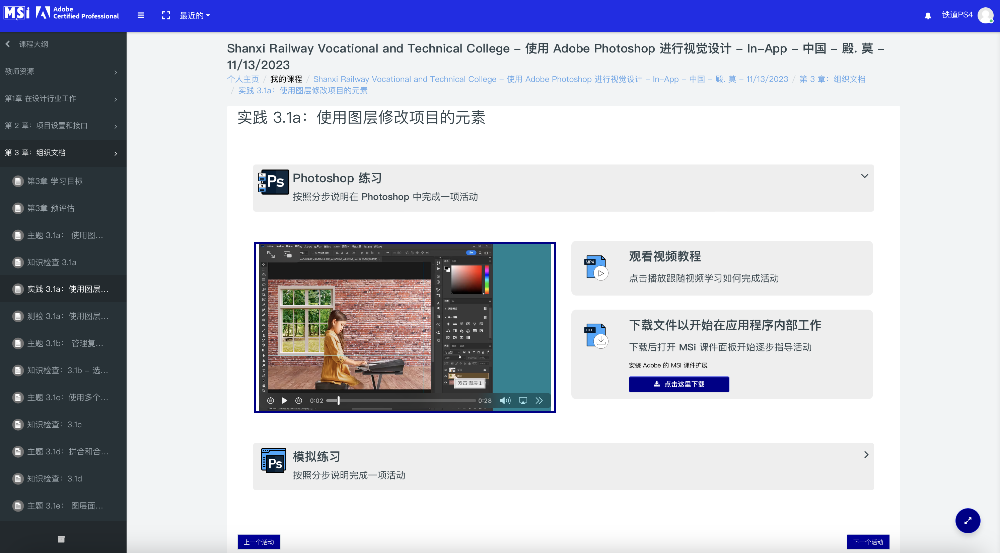 MSi Adobe
Certified Professional
最近的
铁道PS4
课程大纲
教师资源
第1章 在设计行业工作
第 2 章：项目设置和接口
第 3 章：组织文档
第3章 学习目标
第3章 预评估
主题 3.1a： 使用图...
知识检查 3.1a
实践 3.1a：使用图层...
测验 3.1a：使用图层...
主题 3.1b： 管理复...
知识检查：3.1b – 选...
主题 3.1c：使用多个...
知识检查：3.1c
主题 3.1d：拼合和合...
知识检查：3.1d
主题 3.1e： 图层面...
Shanxi Railway Vocational and Technical College – 使用 Adobe Photoshop 进行视觉设计 – In-App – 中国 – 殿. 莫 –
11/13/2023
个人主页 / 我的课程 / Shanxi Railway Vocational and Technical College – 使用 Adobe Photoshop 进行视觉设计 – In-App – 中国 – 殿. 莫 – 11/13/2023 / 第 3 章：组织文档
/ 实践 3.1a：使用图层修改项目的元素
实践 3.1a：使用图层修改项目的元素
Ps
Photoshop 练习
按照分步说明在 Photoshop 中完成一项活动
双击 图层 1
15
15
0:02
0:28
MP4
观看视频教程
点击播放跟随视频学习如何完成活动
FILE
下载文件以开始在应用程序内部工作
下载后打开 MSi 课件面板开始逐步指导活动
安装 Adobe 的 MSI 课件扩展
点击这里下载
Ps
模拟练习
按照分步说明完成一项活动
上一个活动
下一个活动